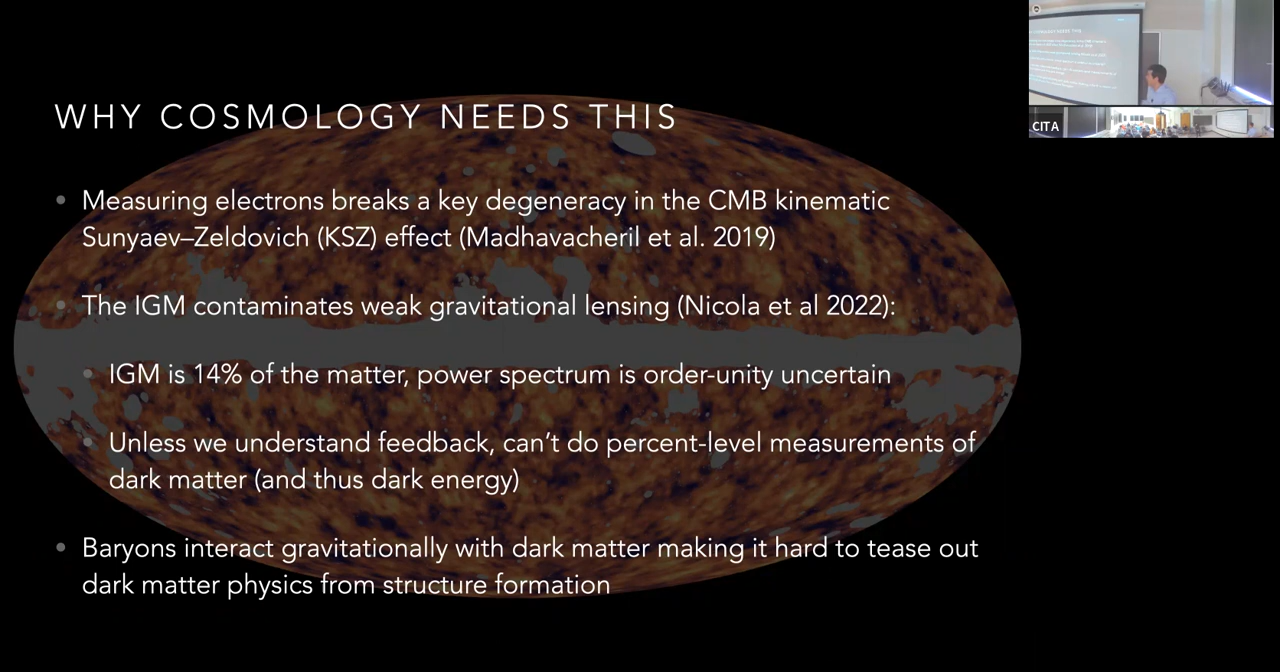 WHY COSMOLOGY NEEDS THIS
• Measuring electrons breaks a key degeneracy in the CMB kinematic
Sunyaev–Zeldovich (KSZ) effect (Madhavacheril et al. 2019)
• The IGM contaminates weak gravitational lensing (Nicola et al 2022):
• IGM is 14% of the matter, power spectrum is order-unity uncertain
• Unless we understand feedback, can’t do percent-level measurements of
dark matter (and thus dark energy)
• Baryons interact gravitationally with dark matter making it hard to tease out
dark matter physics from structure formation
CITA